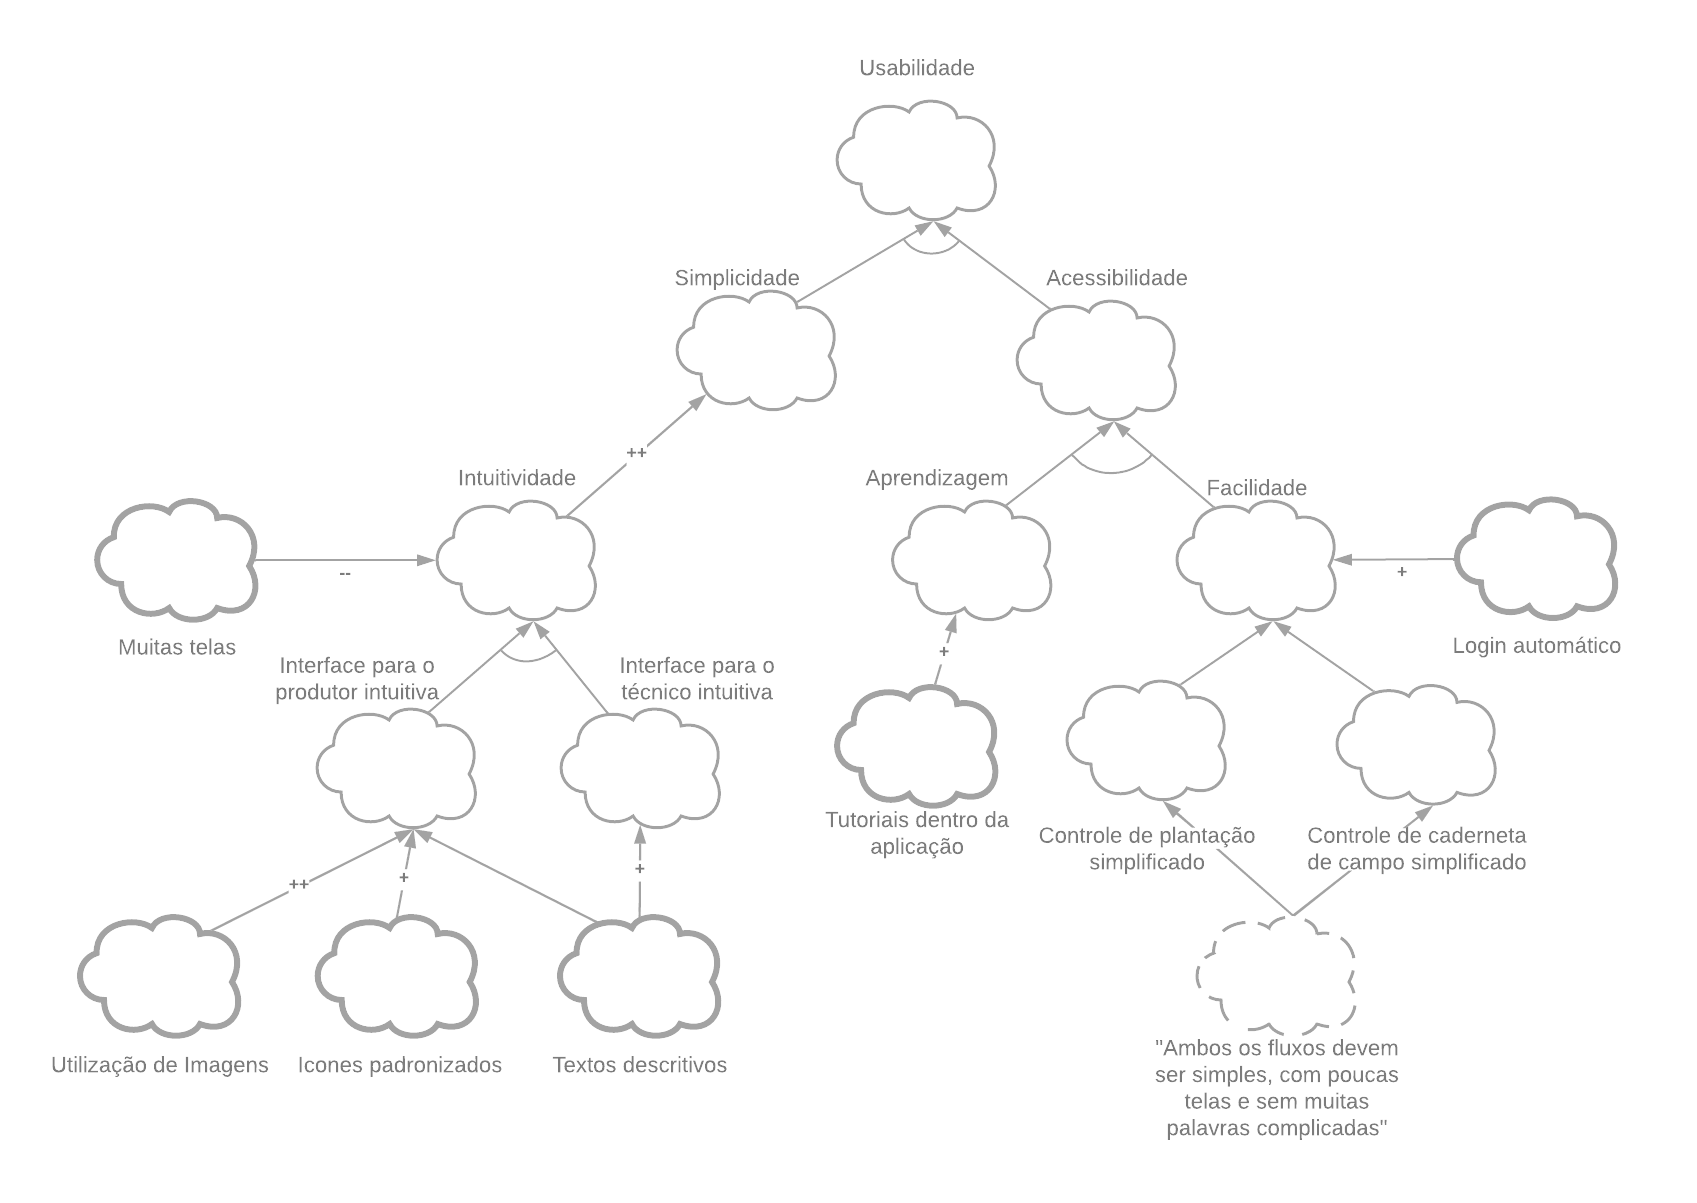 Usabilidade
Simplicidade
Acessibilidade
++
Intuitividade
Aprendizagem
Facilidade
--
+
Muitas telas
Login automático
Interface para o
produtor intuitiva
Interface para o
técnico intuitiva
+
Tutoriais dentro da
aplicação
Controle de plantação
simplificado
Controle de caderneta
de campo simplificado
++
+
+
Utilização de Imagens
Icones padronizados
Textos descritivos
"Ambos os fluxos devem
ser simples, com poucas
telas e sem muitas
palavras complicadas"